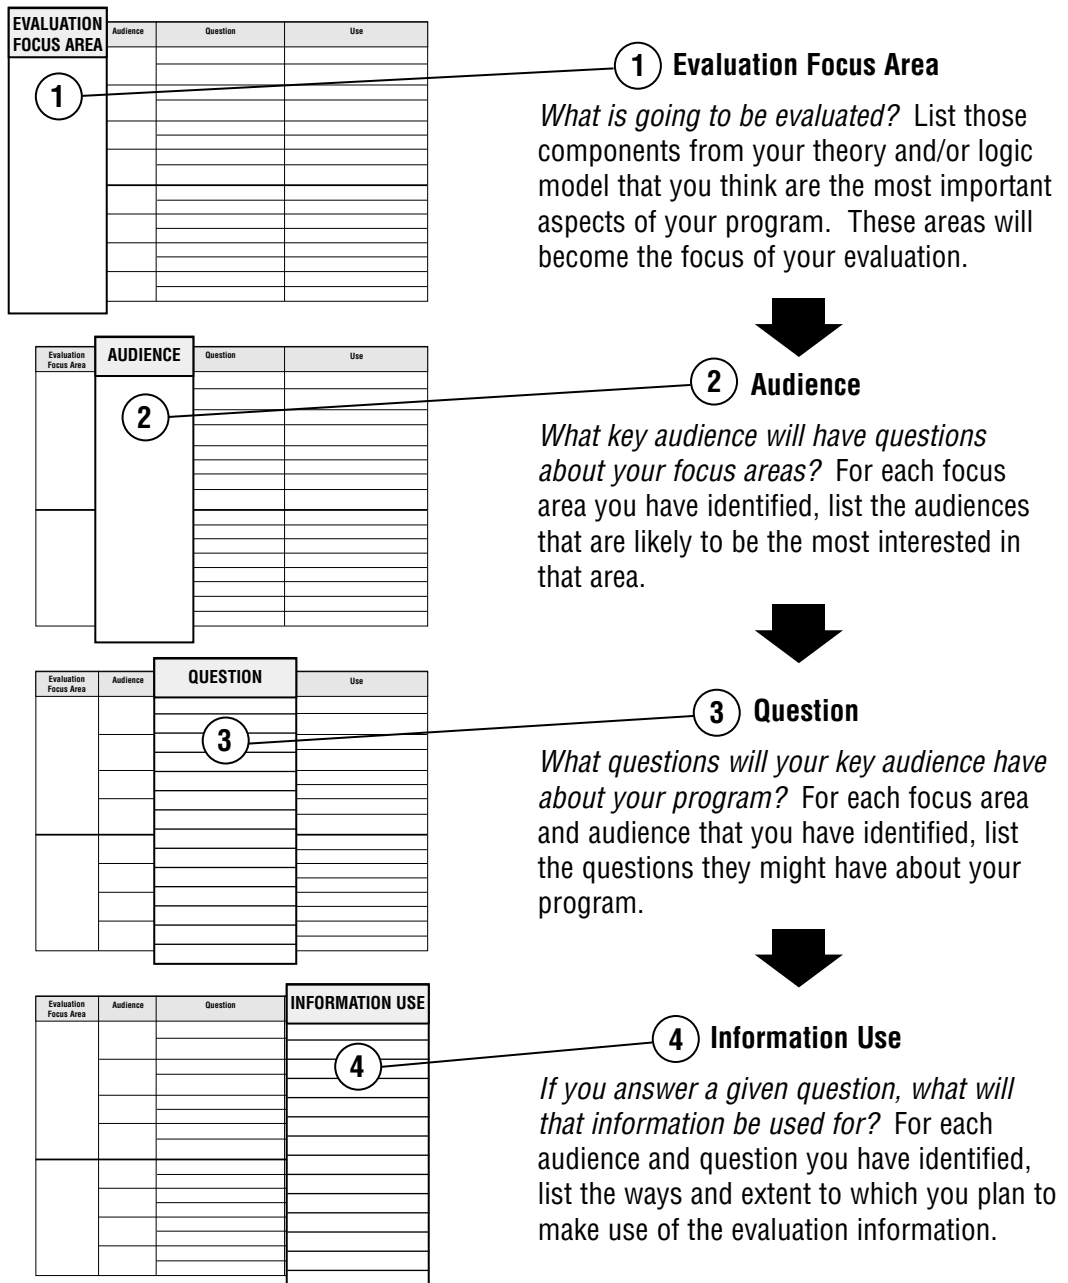 EVALUATION
FOCUS AREA
Audience
Question
Use
1
1 Evaluation Focus Area
What is going to be evaluated? List those
components from your theory and/or logic
model that you think are the most important
aspects of your program. These areas will
become the focus of your evaluation.
Evaluation
Focus Area
AUDIENCE
Question
Use
2
2 Audience
What key audience will have questions
about your focus areas? For each focus
area you have identified, list the audiences
that are likely to be the most interested in
that area.
Evaluation
Focus Area
Audience
QUESTION
Use
3
3 Question
What questions will your key audience have
about your program? For each focus area
and audience that you have identified, list
the questions they might have about your
program.
Evaluation
Focus Area
Audience
Question
INFORMATION USE
4
4 Information Use
If you answer a given question, what will
that information be used for? For each
audience and question you have identified,
list the ways and extent to which you plan to
make use of the evaluation information.